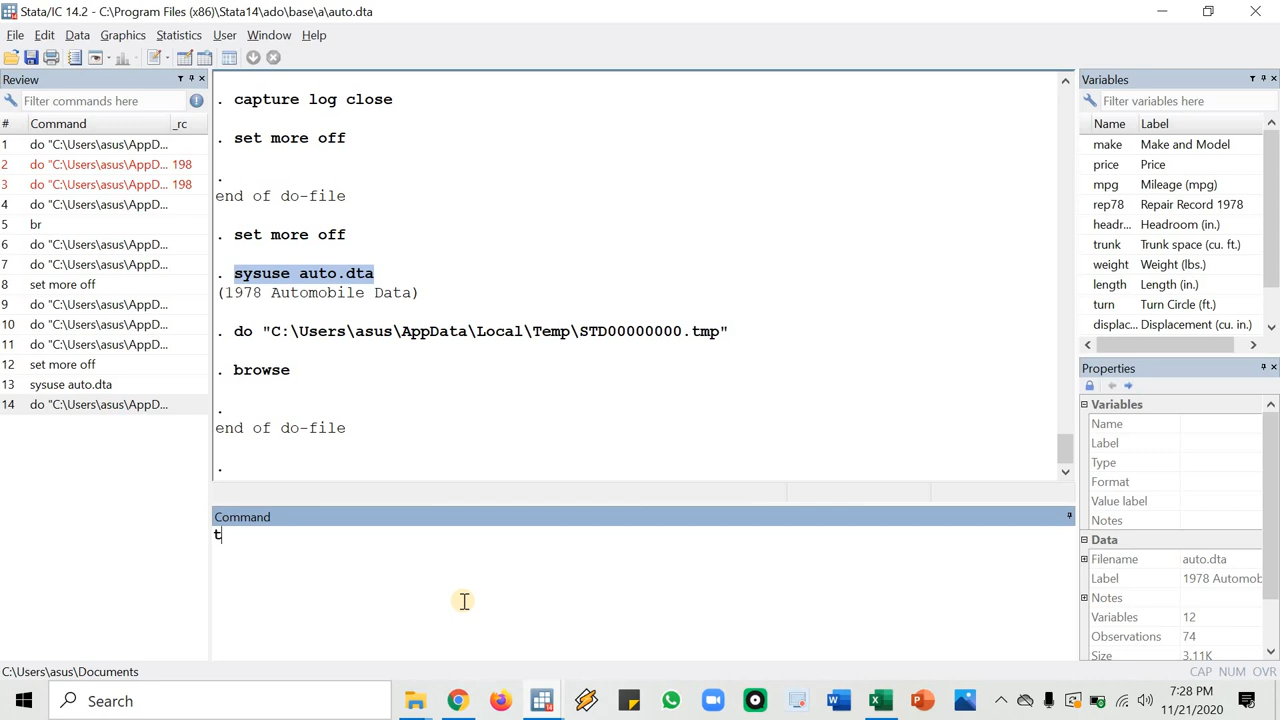 Stata/IC 14.2 - C:\Program Files (x86)\Stata14\ado\base\a\auto.dta
File Edit Data Graphics Statistics User Window Help
Review
Filter commands here
# Command _rc
1 do "C:\Users\asus\AppD...
2 do "C:\Users\asus\AppD... 198
3 do "C:\Users\asus\AppD... 198
4 do "C:\Users\asus\AppD...
5 br
6 do "C:\Users\asus\AppD...
7 do "C:\Users\asus\AppD...
8 set more off
9 do "C:\Users\asus\AppD...
10 do "C:\Users\asus\AppD...
11 do "C:\Users\asus\AppD...
12 set more off
13 sysuse auto.dta
14 do "C:\Users\asus\AppD...
. capture log close
. set more off
.
end of do-file
. set more off
. sysuse auto.dta
(1978 Automobile Data)
. do "C:\Users\asus\AppData\Local\Temp\STD00000000.tmp"
. browse
.
end of do-file
.
Command
t
Variables
Filter variables here
Name Label
make Make and Model
price Price
mpg Mileage (mpg)
rep78 Repair Record 1978
headr... Headroom (in.)
trunk Trunk space (cu. ft.)
weight Weight (lbs.)
length Length (in.)
turn Turn Circle (ft.)
displac... Displacement (cu. in.)
Properties
Variables
Name
Label
Type
Format
Value label
Notes
Data
Filename auto.dta
Label 1978 Automob
Notes
Variables 12
Observations 74
Size 3.11K
C:\Users\asus\Documents
CAP NUM OVR
Search
7:28 PM
11/21/2020